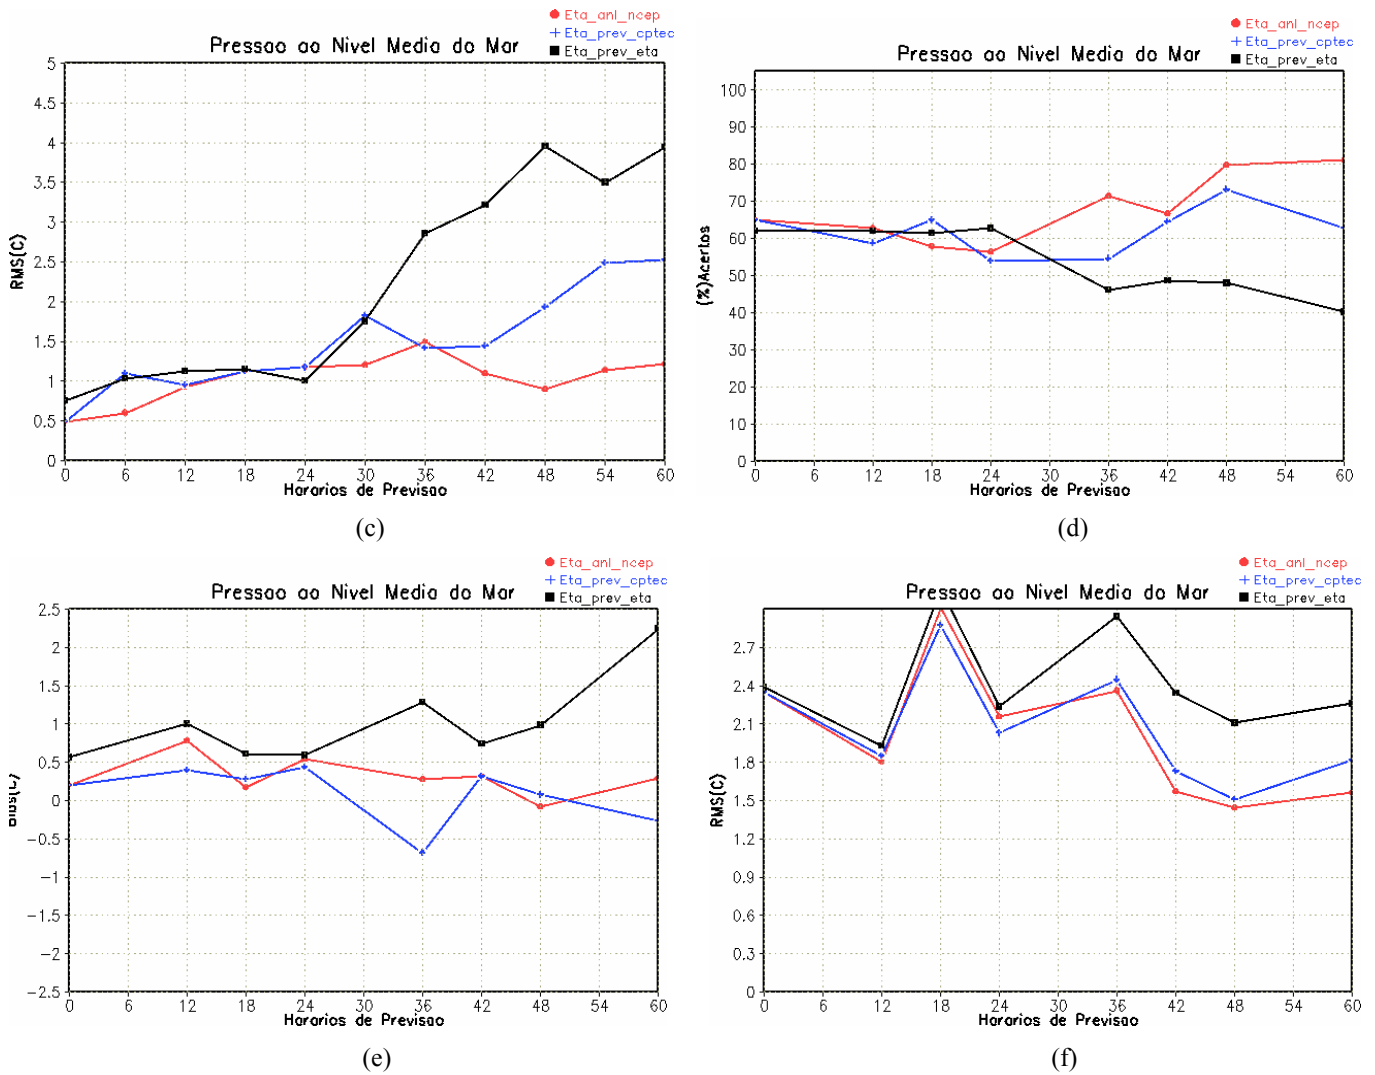 Eta_anl_ncep
Eta_prev_cptec
Eta_prev_eta
Pressao ao Nivel Media do Mar
5
4.5
4
3.5
3
2.5
2
1.5
1
0.5
0
RMS(C)
0 6 12 18 24 30 36 42 48 54 60
Horarios de Previsao
(c)
Eta_anl_ncep
Eta_prev_cptec
Eta_prev_eta
Pressao ao Nivel Media do Mar
100
90
80
70
60
50
40
30
20
10
0
(%)Acertos
0 6 12 18 24 30 36 42 48 54 60
Horarios de Previsao
(d)
Eta_anl_ncep
Eta_prev_cptec
Eta_prev_eta
Pressao ao Nivel Media do Mar
2.5
2
1.5
1
0.5
0
-0.5
-1
-1.5
-2
-2.5
0 6 12 18 24 30 36 42 48 54 60
Horarios de Previsao
(e)
Eta_anl_ncep
Eta_prev_cptec
Eta_prev_eta
Pressao ao Nivel Media do Mar
2.7
2.4
2.1
1.8
1.5
1.2
0.9
0.6
0.3
0
RMS(C)
0 6 12 18 24 30 36 42 48 54 60
Horarios de Previsao
(f)